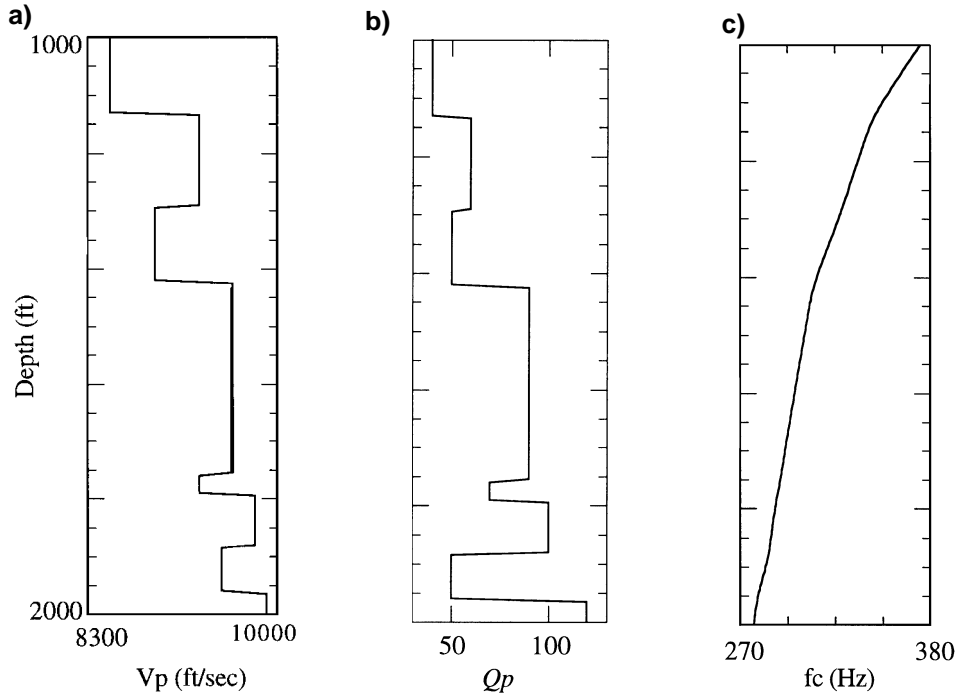 a)
b)
c)
1000
Depth (ft)
2000
8300
10000
50
100
270
380
Vp (ft/sec)
Qp
fc (Hz)